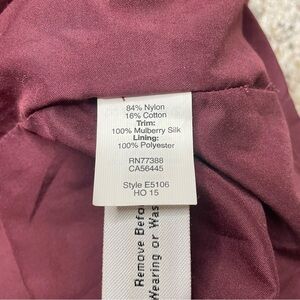 84% Nylon
16% Cotton
Trim:
100% Mulberry Silk
Lining:
100% Polyester
RN77388
CA56445
Style E5106
HO 15
Remove Before
Wearing or Was